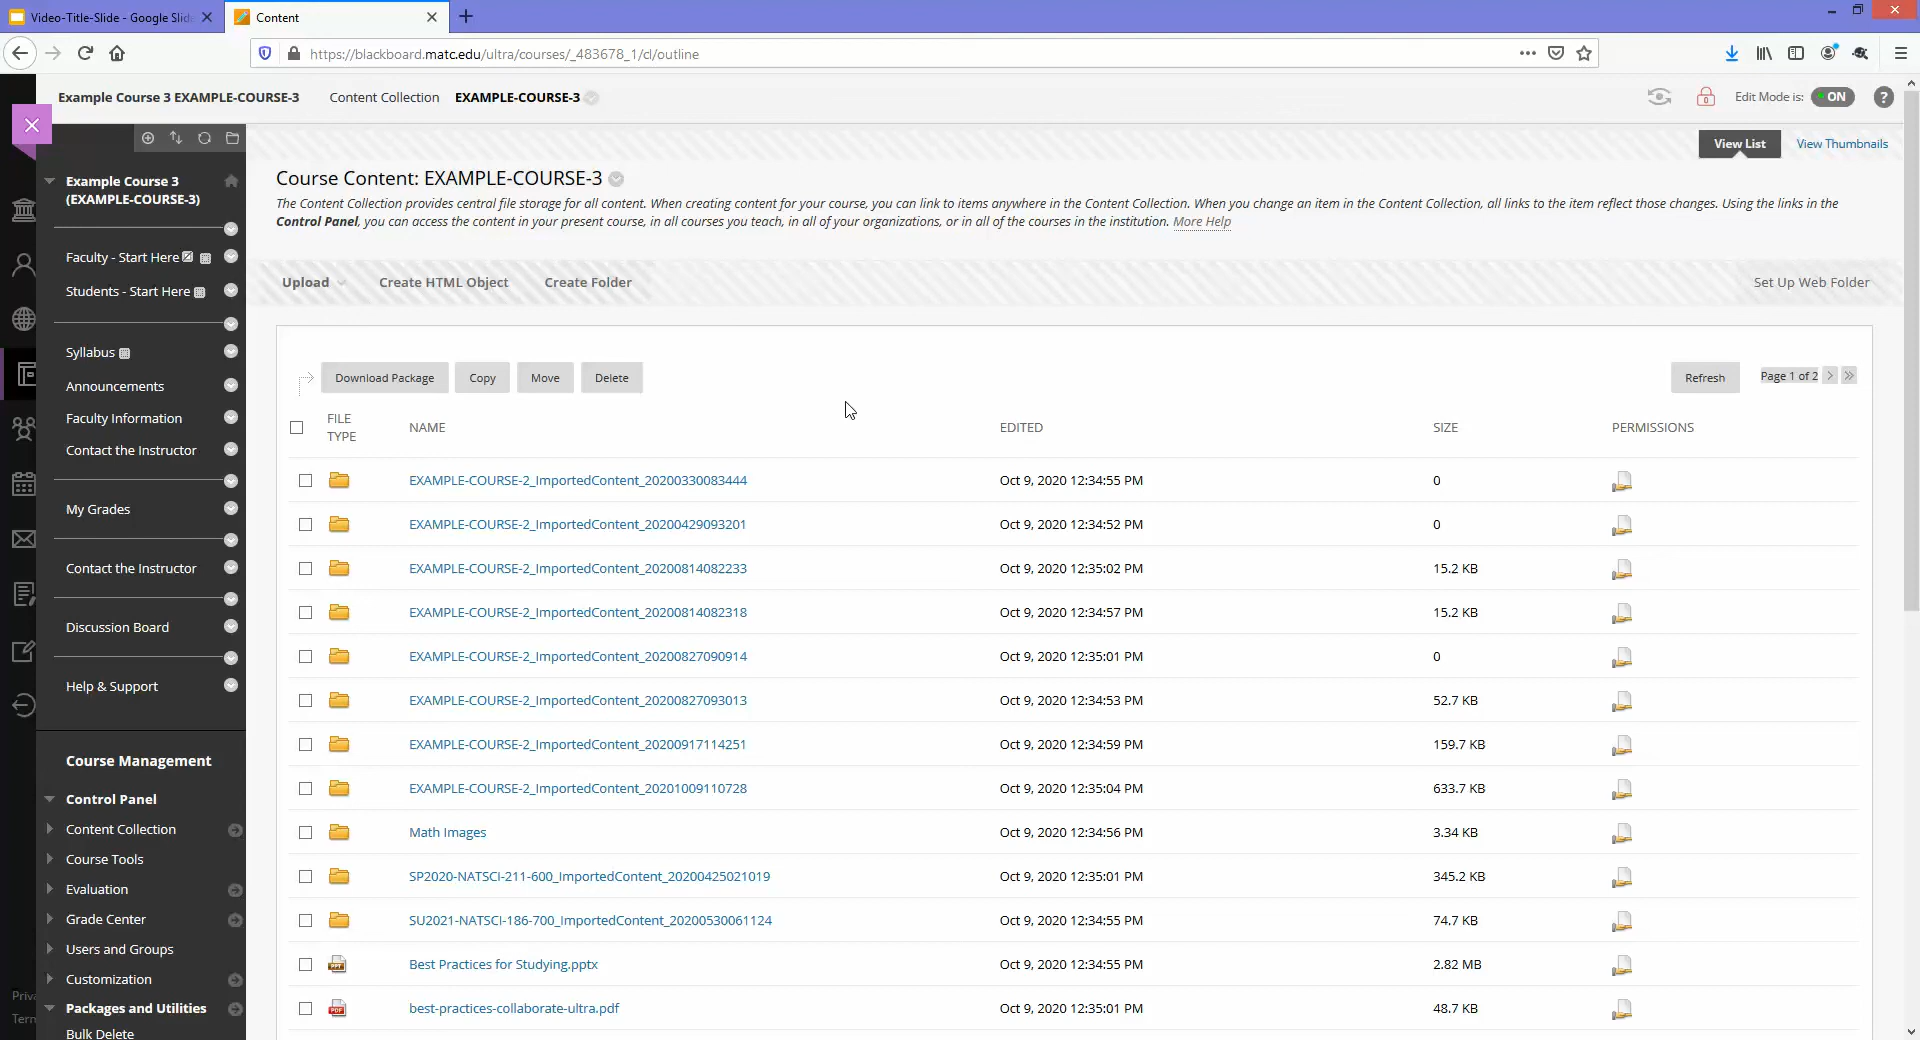 Video-Title-Slide - Google Slid
Content
https://blackboard.matc.edu/ultra/courses/_483678_1/cl/outline
Example Course 3 EXAMPLE-COURSE-3
Content Collection
EXAMPLE-COURSE-3
Edit Mode is:
ON
?
View List
View Thumbnails
Example Course 3
(EXAMPLE-COURSE-3)
Faculty - Start Here
Students - Start Here
Syllabus
Announcements
Faculty Information
Contact the Instructor
My Grades
Contact the Instructor
Discussion Board
Help & Support
Course Management
Control Panel
Content Collection
Course Tools
Evaluation
Grade Center
Users and Groups
Customization
Packages and Utilities
Bulk Delete
Priva
Term
Course Content: EXAMPLE-COURSE-3
The Content Collection provides central file storage for all content. When creating content for your course, you can link to items anywhere in the Content Collection. When you change an item in the Content Collection, all links to the item reflect those changes. Using the links in the
Control Panel, you can access the content in your present course, in all courses you teach, in all of your organizations, or in all of the courses in the institution. More Help
Upload
Create HTML Object
Create Folder
Set Up Web Folder
Download Package
Copy
Move
Delete
Refresh
Page 1 of 2
FILE
TYPE
NAME
EDITED
SIZE
PERMISSIONS
EXAMPLE-COURSE-2_ImportedContent_20200330083444 Oct 9, 2020 12:34:55 PM 0
EXAMPLE-COURSE-2_ImportedContent_20200429093201 Oct 9, 2020 12:34:52 PM 0
EXAMPLE-COURSE-2_ImportedContent_20200814082233 Oct 9, 2020 12:35:02 PM 15.2 KB
EXAMPLE-COURSE-2_ImportedContent_20200814082318 Oct 9, 2020 12:34:57 PM 15.2 KB
EXAMPLE-COURSE-2_ImportedContent_20200827090914 Oct 9, 2020 12:35:01 PM 0
EXAMPLE-COURSE-2_ImportedContent_20200827093013 Oct 9, 2020 12:34:53 PM 52.7 KB
EXAMPLE-COURSE-2_ImportedContent_20200917114251 Oct 9, 2020 12:34:59 PM 159.7 KB
EXAMPLE-COURSE-2_ImportedContent_20201009110728 Oct 9, 2020 12:35:04 PM 633.7 KB
Math Images Oct 9, 2020 12:34:56 PM 3.34 KB
SP2020-NATSCI-211-600_ImportedContent_20200425021019 Oct 9, 2020 12:35:01 PM 345.2 KB
SU2021-NATSCI-186-700_ImportedContent_20200530061124 Oct 9, 2020 12:34:55 PM 74.7 KB
PPT Best Practices for Studying.pptx Oct 9, 2020 12:34:55 PM 2.82 MB
PDF best-practices-collaborate-ultra.pdf Oct 9, 2020 12:35:01 PM 48.7 KB